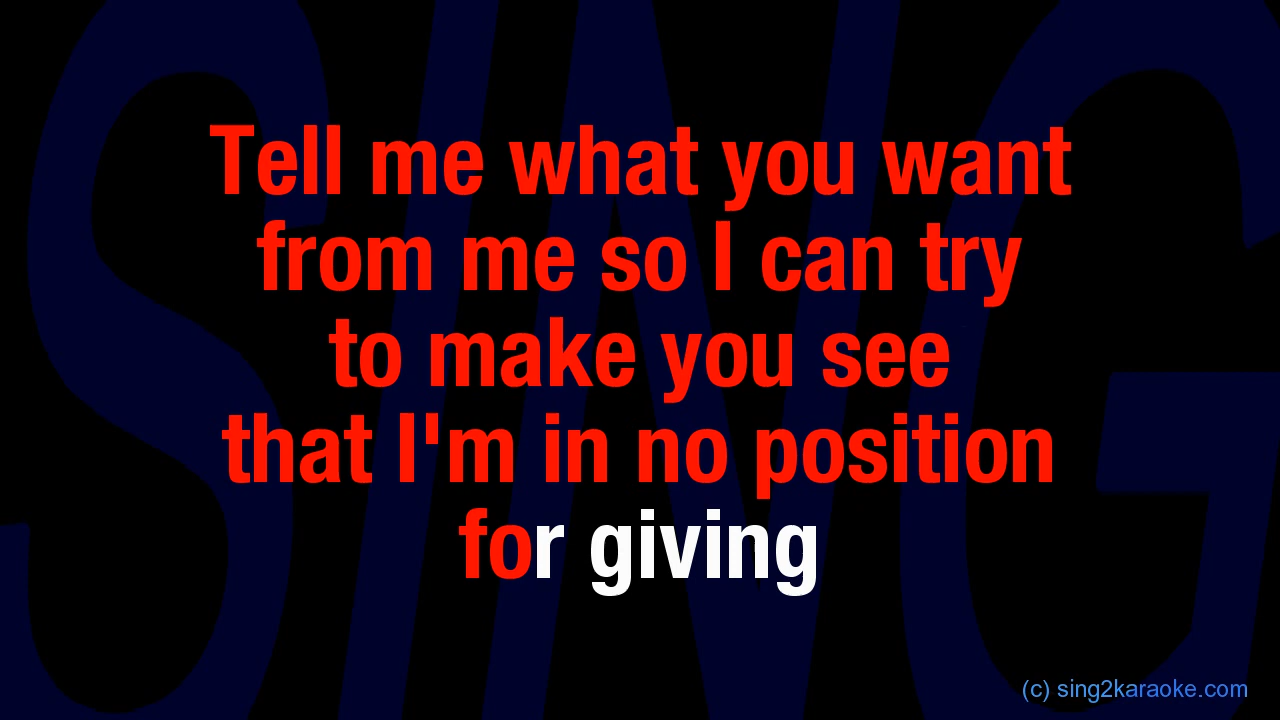 SING
Tell me what you want
from me so I can try
to make you see
that I'm in no position
for giving
(c) sing2karaoke.com